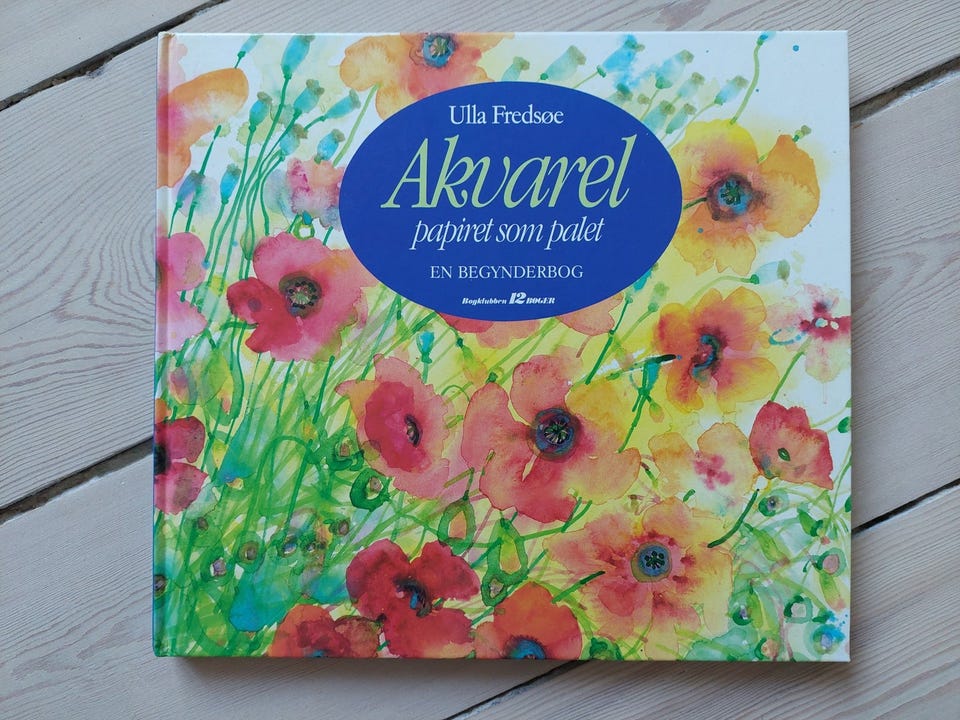 Ulla Fredsøe
Akvarel
papiret som palet
EN BEGYNDERBOG
Bogklubben 12 BØGER